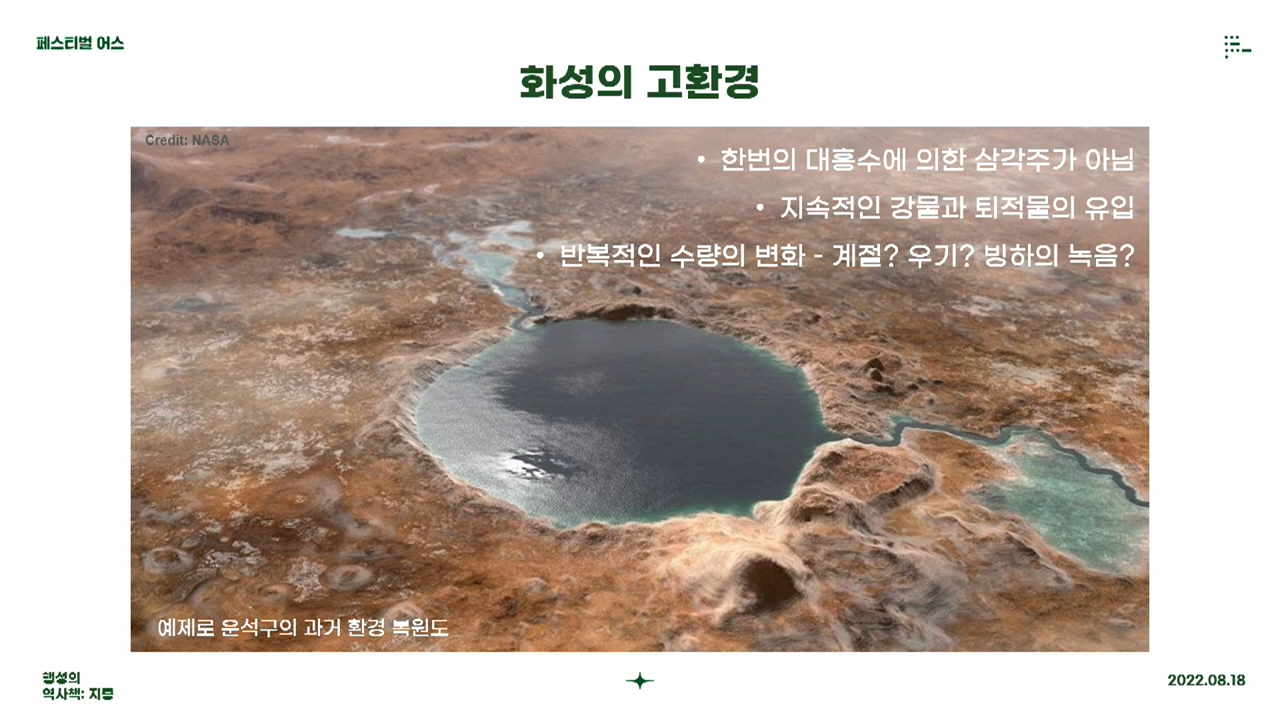 페스티벌 어스
화성의 고환경
Credit: NASA
• 한번의 대홍수에 의한 삼각주가 아님
• 지속적인 강물과 퇴적물의 유입
• 반복적인 수량의 변화 - 계절? 우기? 빙하의 녹음?
예제로 운석구의 과거 환경 복원도
행성의
역사책: 지층
2022.08.18